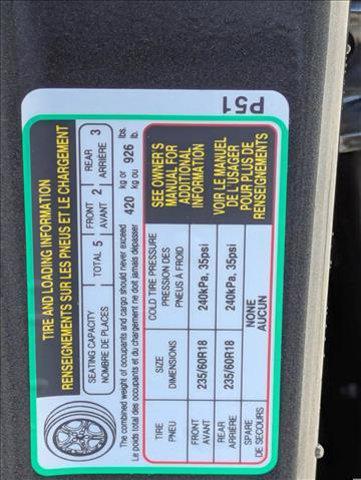 TIRE AND LOADING INFORMATION
RENSEIGNEMENTS SUR LES PNEUS ET LE CHARGEMENT
SEATING CAPACITY
NOMBRE DE PLACES
TOTAL 5
FRONT
AVANT 2
REAR
ARRIÈRE 3
The combined weight of occupants and cargo should never exceed
Le poids total des occupants et du chargement ne doit jamais dépasser
420 kg or kg ou 926 lbs. lb.
TIRE
PNEU
SIZE
DIMENSIONS
COLD TIRE PRESSURE
PRESSION DES
PNEUS À FROID
FRONT
AVANT
235/60R18
240kPa, 35psi
REAR
ARRIÈRE
235/60R18
240kPa, 35psi
SPARE
DE SECOURS
NONE
AUCUN
SEE OWNER'S
MANUAL FOR
ADDITIONAL
INFORMATION
VOIR LE MANUEL
DE L'USAGER
POUR PLUS DE
RENSEIGNEMENTS
P51